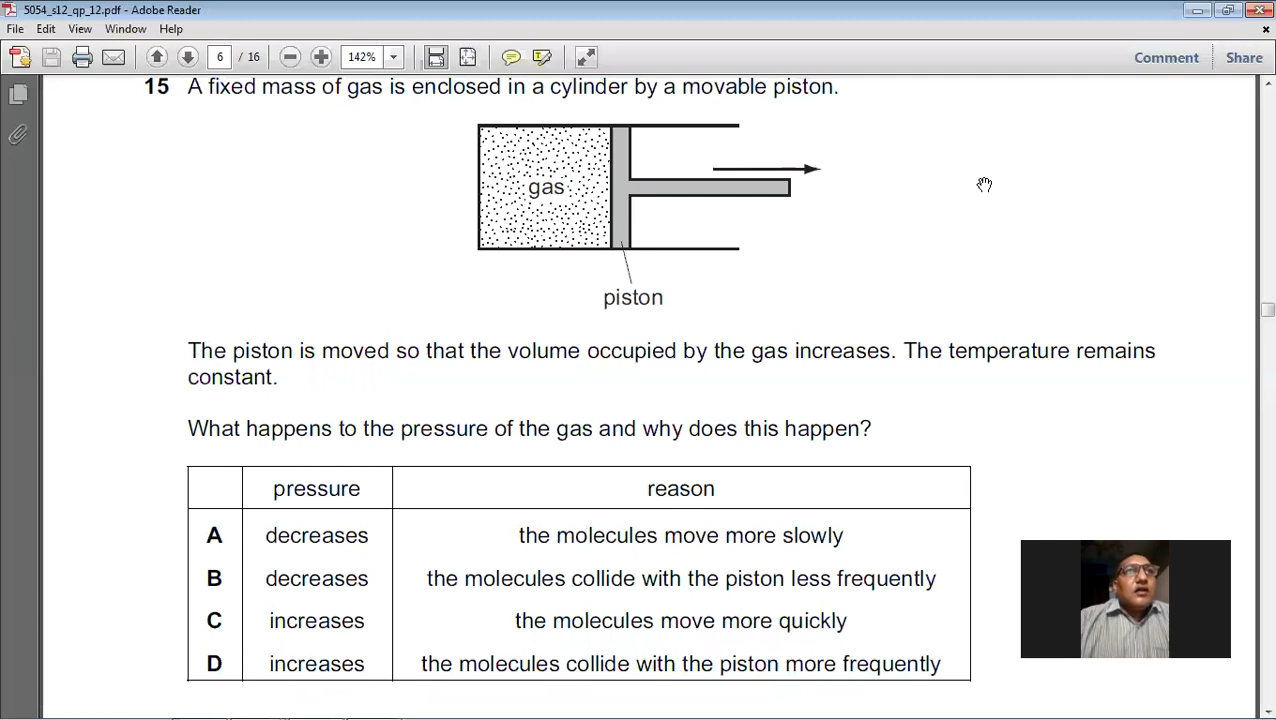 5054_s12_qp_12.pdf - Adobe Reader
File Edit View Window Help
6 / 16 142% Comment Share
15 A fixed mass of gas is enclosed in a cylinder by a movable piston.
gas
piston
The piston is moved so that the volume occupied by the gas increases. The temperature remains
constant.
What happens to the pressure of the gas and why does this happen?
pressure reason
A decreases the molecules move more slowly
B decreases the molecules collide with the piston less frequently
C increases the molecules move more quickly
D increases the molecules collide with the piston more frequently